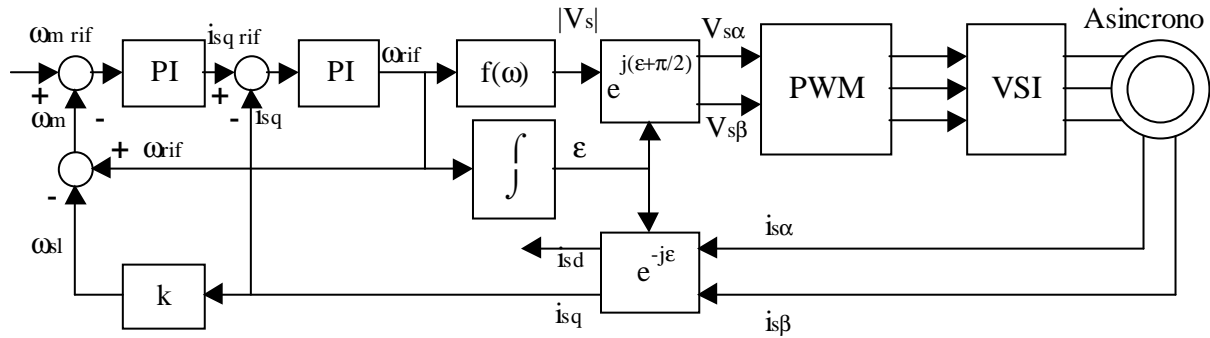 Asincrono
ωm rif
isq rif
ωrif
|Vs|
Vsα
PI
PI
f(ω)
e^j(ε+π/2)
PWM
VSI
+
-
+
-
ωm
isq
Vsβ
+
ωrif
∫
ε
-
ωsl
k
isd
isq
e^-jε
isα
isβ